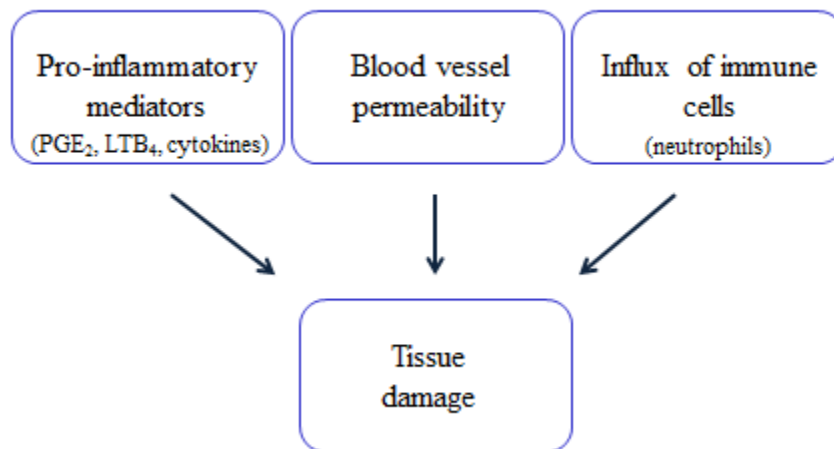 Pro-inflammatory
mediators
(PGE₂, LTB₄, cytokines)
Blood vessel
permeability
Influx of immune
cells
(neutrophils)
Tissue
damage